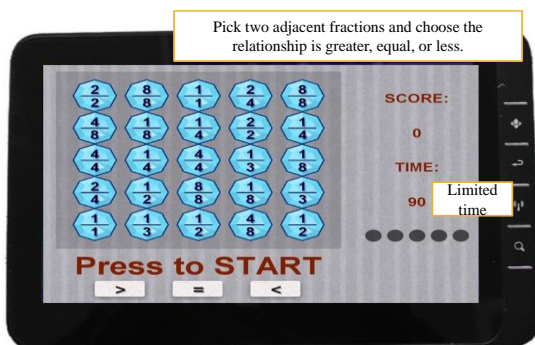 Pick two adjacent fractions and choose the
relationship is greater, equal, or less.
2/2 8/8 1/1 2/4 8/8
4/8 1/8 1/4 2/2 4/4
4/4 1/4 4/4 1/3 1/8
2/4 1/2 8/8 1/8 1/3
1/1 1/3 1/2 4/8 1/2
SCORE:
0
TIME:
90
Limited
time
Press to START
> = <